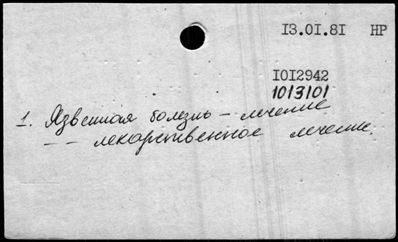 13.01.81 НР
1012942
1013101
1. Язвенная болезнь – лечение
– – лекарственное лечение.